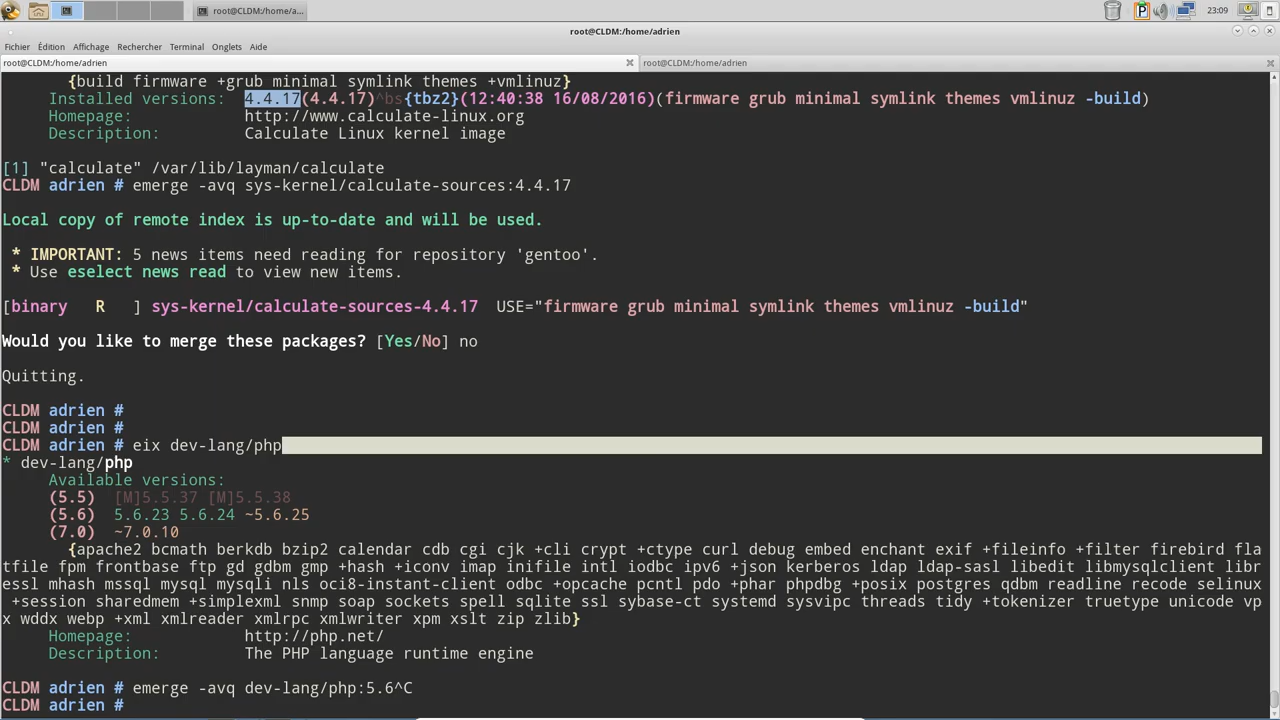 root@CLDM:/home/a...
P
23:09
root@CLDM:/home/adrien
Fichier Édition Affichage Rechercher Terminal Onglets Aide
root@CLDM:/home/adrien
root@CLDM:/home/adrien
{build firmware +grub minimal symlink themes +vmlinuz}
Installed versions: 4.4.17(4.4.17)^bs{tbz2}(12:40:38 16/08/2016)(firmware grub minimal symlink themes vmlinuz -build)
Homepage: http://www.calculate-linux.org
Description: Calculate Linux kernel image
[1] "calculate" /var/lib/layman/calculate
CLDM adrien # emerge -avq sys-kernel/calculate-sources:4.4.17
Local copy of remote index is up-to-date and will be used.
* IMPORTANT: 5 news items need reading for repository 'gentoo'.
* Use eselect news read to view new items.
[binary R ] sys-kernel/calculate-sources-4.4.17 USE="firmware grub minimal symlink themes vmlinuz -build"
Would you like to merge these packages? [Yes/No] no
Quitting.
CLDM adrien #
CLDM adrien #
CLDM adrien # eix dev-lang/php
* dev-lang/php
Available versions:
(5.5) [M]5.5.37 [M]5.5.38
(5.6) 5.6.23 5.6.24 ~5.6.25
(7.0) ~7.0.10
{apache2 bcmath berkdb bzip2 calendar cdb cgi cjk +cli crypt +ctype curl debug embed enchant exif +fileinfo +filter firebird fla
tfile fpm frontbase ftp gd gdbm gmp +hash +iconv imap inifile intl iodbc ipv6 +json kerberos ldap ldap-sasl libedit libmysqlclient libr
essl mhash mssql mysql mysqli nls oci8-instant-client odbc +opcache pcntl pdo +phar phpdbg +posix postgres qdbm readline recode selinux
+session sharedmem +simplexml snmp soap sockets spell sqlite ssl sybase-ct systemd sysvipc threads tidy +tokenizer truetype unicode vp
x wddx webp +xml xmlreader xmlrpc xmlwriter xpm xslt zip zlib}
Homepage: http://php.net/
Description: The PHP language runtime engine
CLDM adrien # emerge -avq dev-lang/php:5.6^C
CLDM adrien #